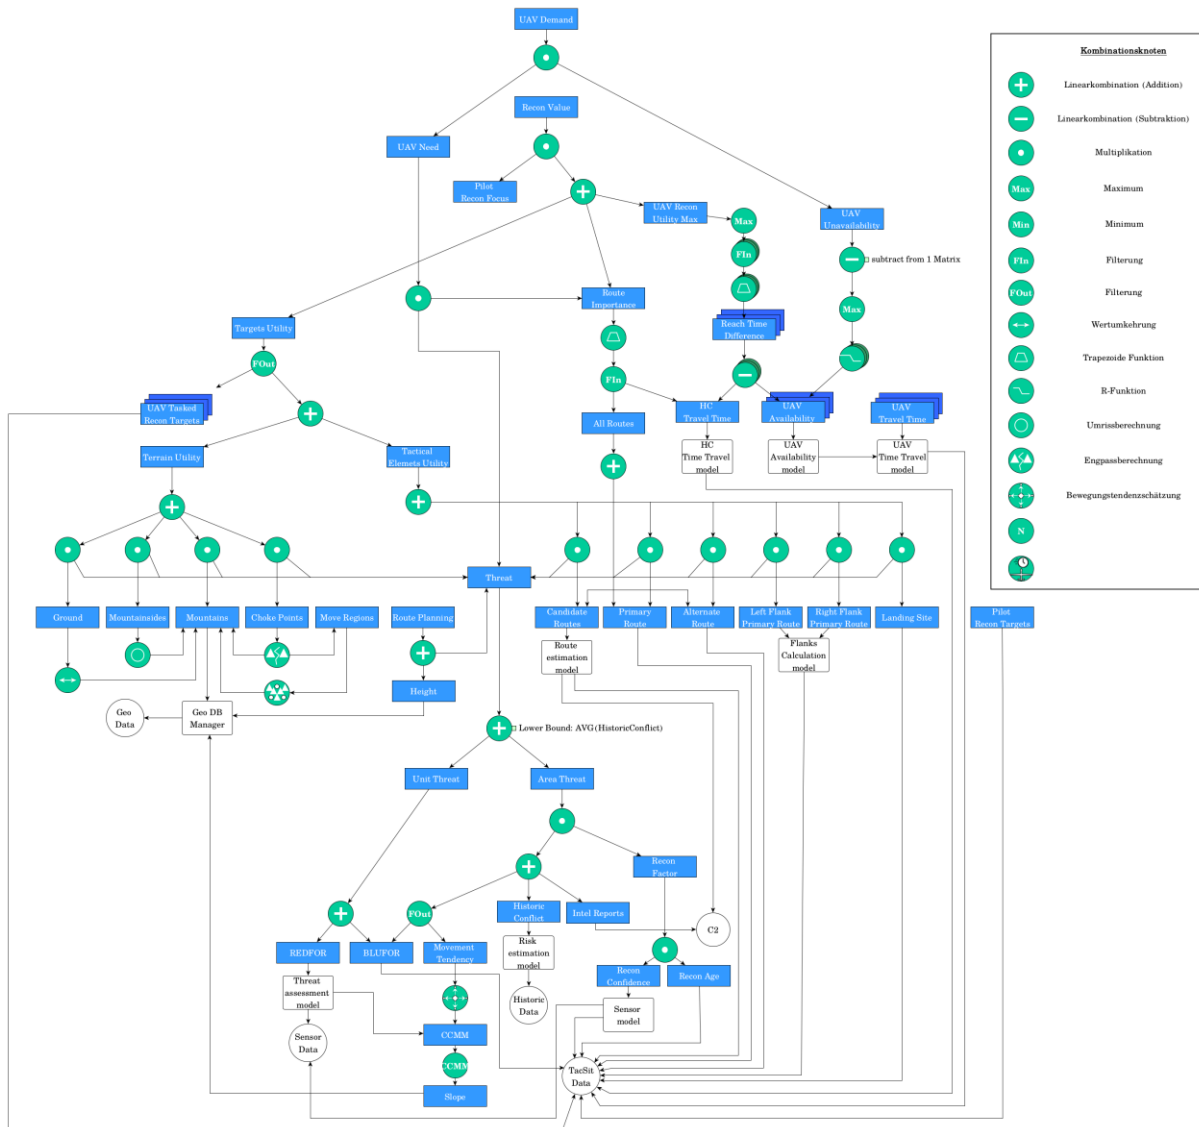 UAV Demand
Kombinationsknoten
Linearkombination (Addition)
Recon Value
Linearkombination (Subtraktion)
UAV Need
Multiplikation
Pilot
Recon Focus
Max
Maximum
UAV Recon
Utility Max
Max
UAV
Unavailability
Min
Minimum
FIn
subtract from 1 Matrix
FIn
Filterung
FOut
Filterung
Route
Importance
Wertumkehrung
Max
Targets Utility
Reach Time
Difference
Trapezoide Funktion
FOut
FIn
R-Funktion
UAV Tasked
Recon Targets
HC
Travel Time
UAV
Availability
UAV
Travel Time
All Routes
Umrissberechnung
Terrain Utility
Tactical
Elemets Utility
HC
Time Travel
model
UAV
Availability
model
UAV
Time Travel
model
Engpassberechnung
Bewegungstendenzschätzung
N
Threat
Ground
Mountainsides
Mountains
Choke Points
Move Regions
Route Planning
Candidate
Routes
Primary
Route
Alternate
Route
Left Flank
Primary Route
Right Flank
Primary Route
Landing Site
Pilot
Recon Targets
Route
estimation
model
Flanks
Calculation
model
Height
Geo
Data
Geo DB
Manager
Lower Bound: AVG(HistoricConflict)
Unit Threat
Area Threat
Recon
Factor
FOut
Historic
Conflict
Intel Reports
C2
REDFOR
BLUFOR
Movement
Tendency
Risk
estimation
model
Recon
Confidence
Recon Age
Threat
assessment
model
Historic
Data
Sensor
model
CCMM
Sensor
Data
CCMM
TacSit
Data
Slope